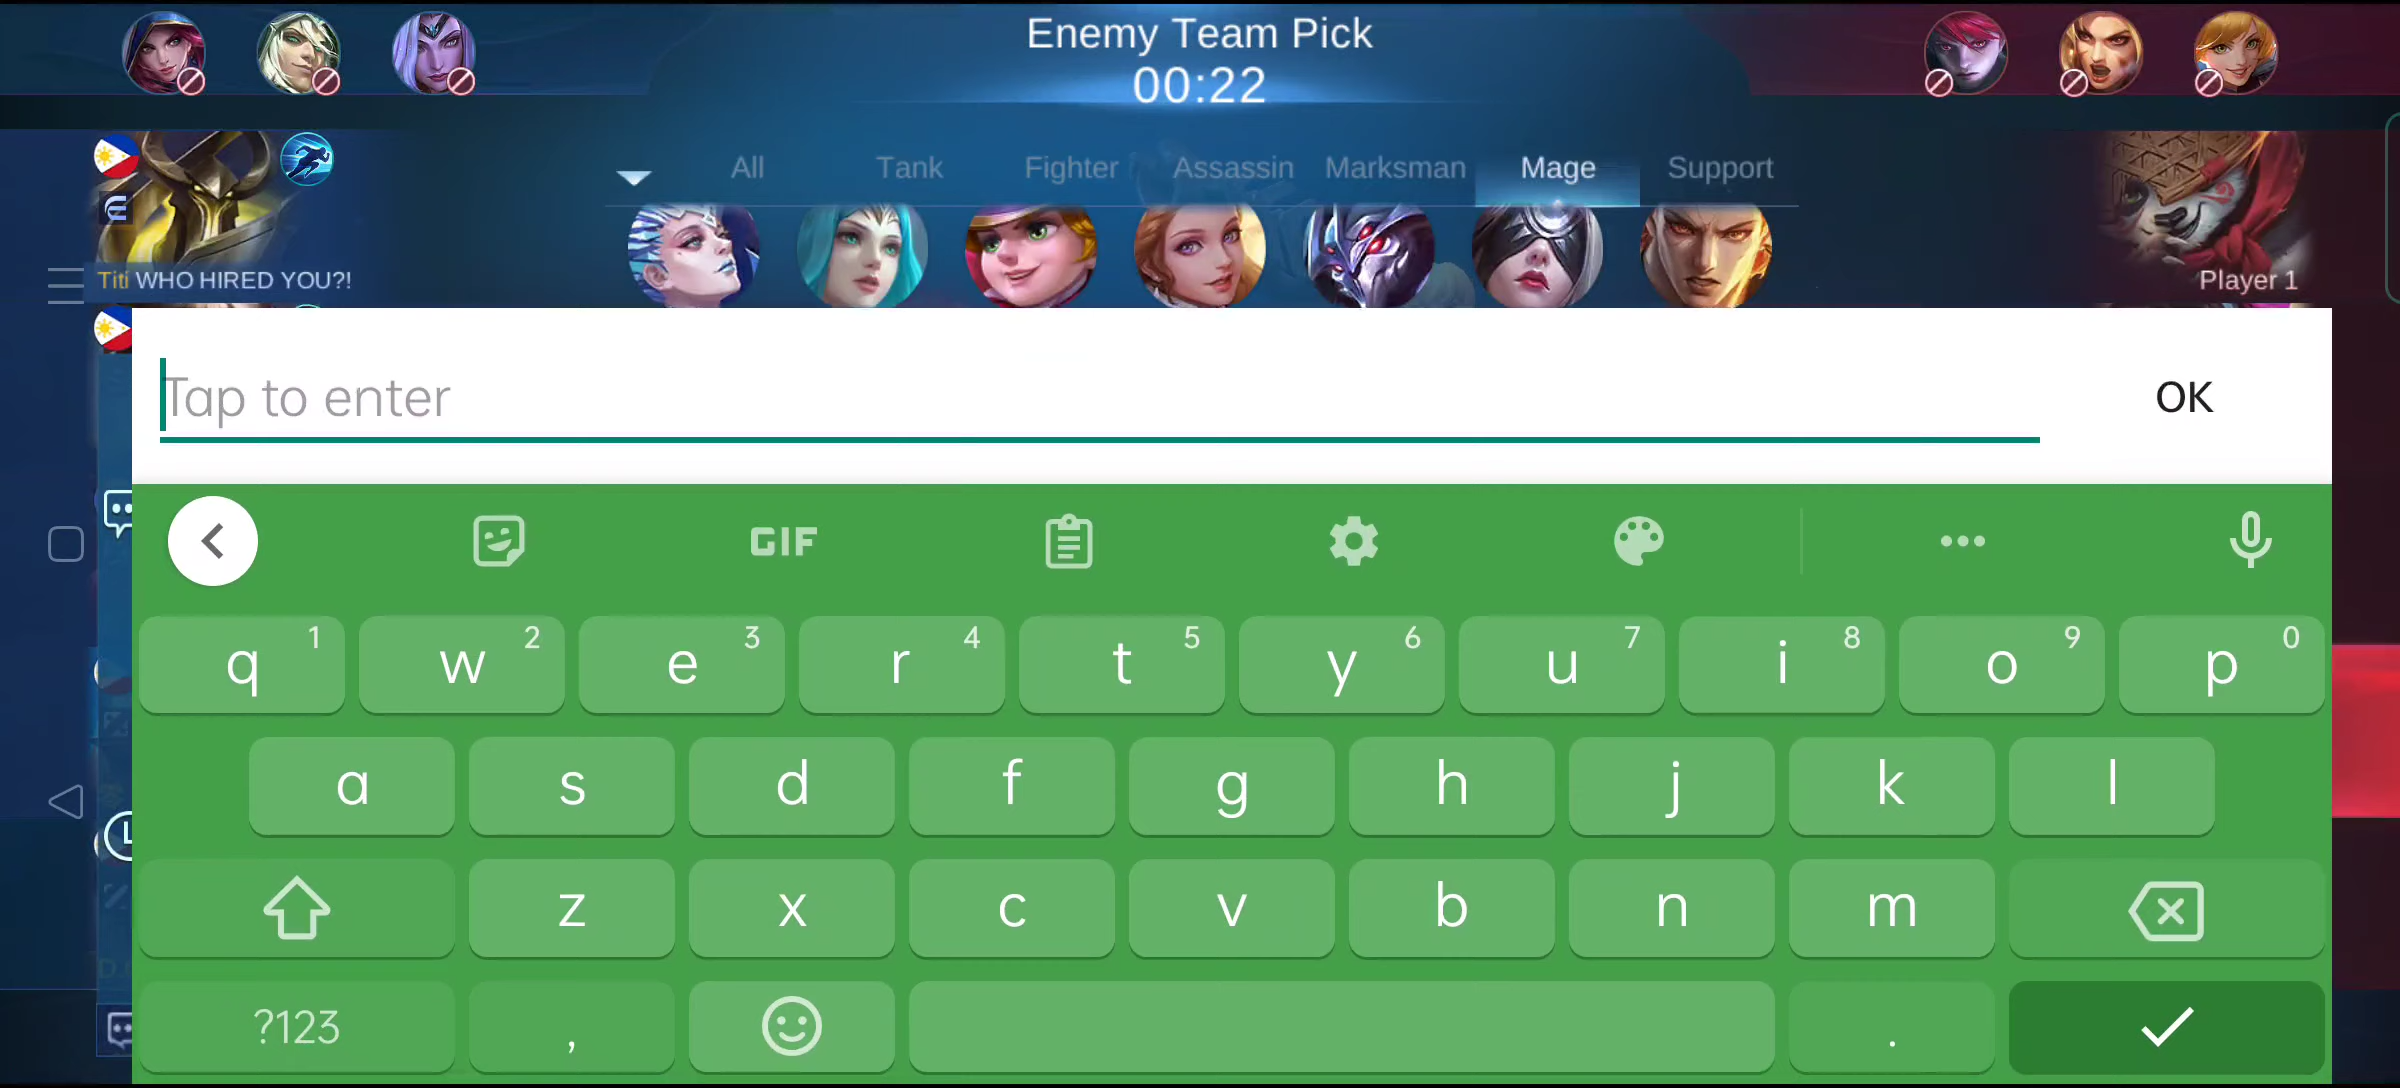 Enemy Team Pick
00:22
All Tank Fighter Assassin Marksman Mage Support
Titi WHO HIRED YOU?!
Player 1
Tap to enter
OK
GIF
q 1 w 2 e 3 r 4 t 5 y 6 u 7 i 8 o 9 p 0
a s d f g h j k l
z x c v b n m
?123 , .